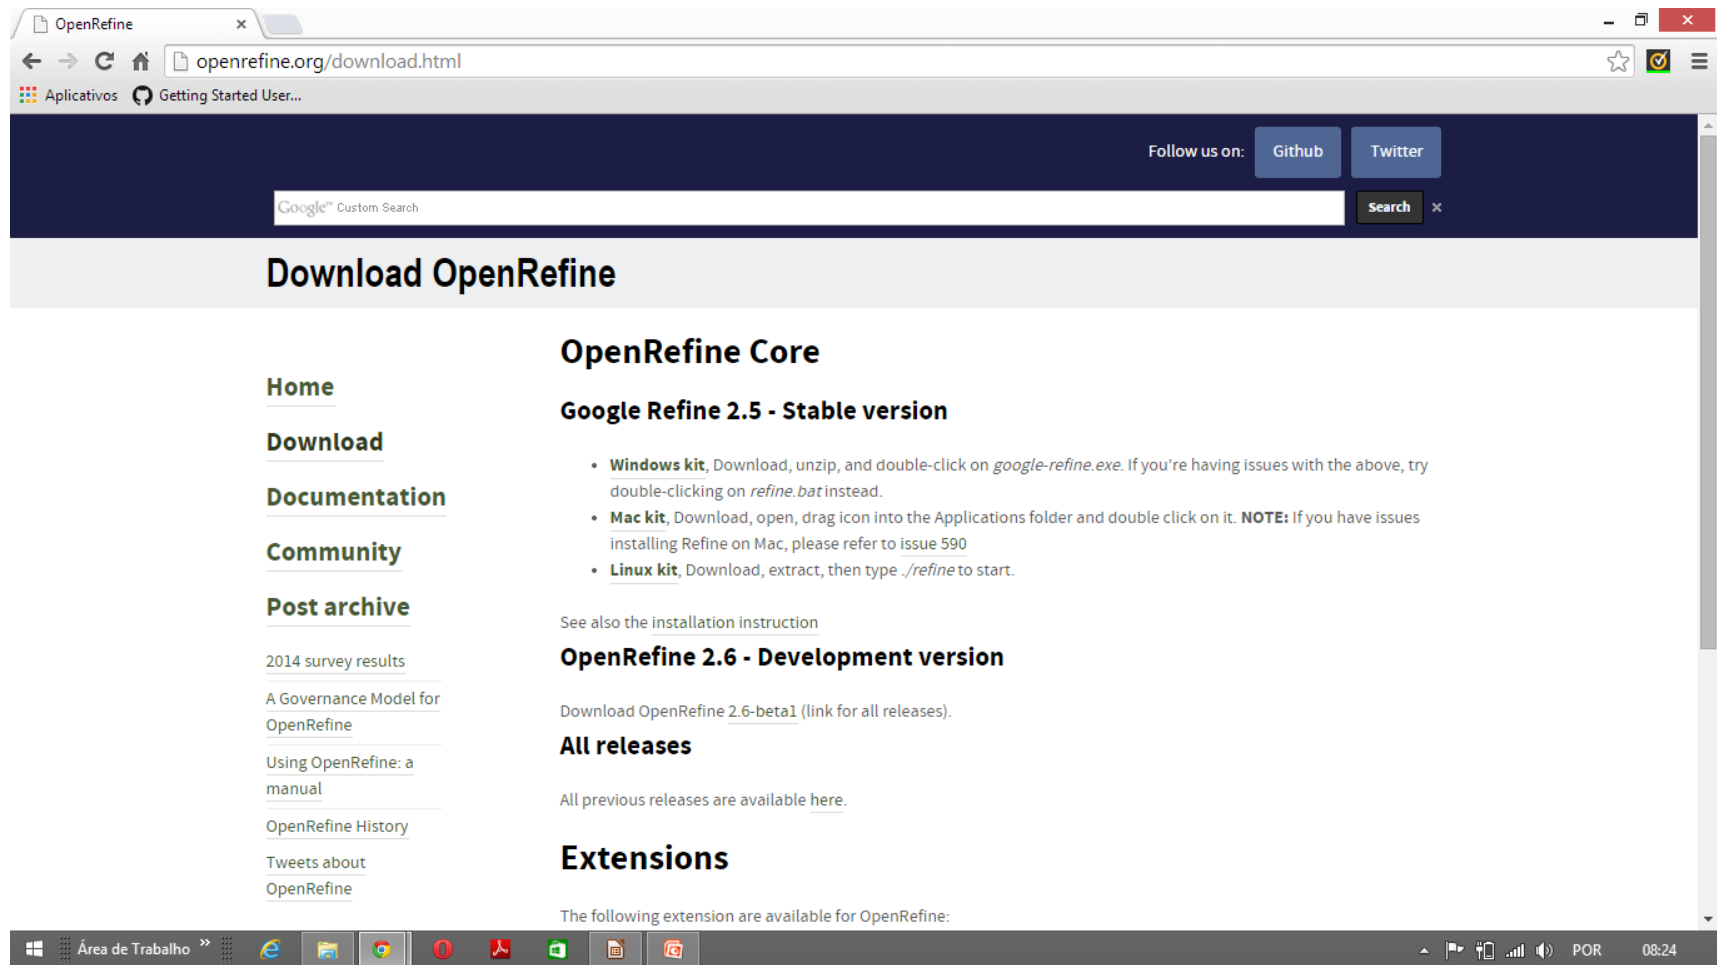 OpenRefine
openrefine.org/download.html
Aplicativos Getting Started User...
Follow us on: Github Twitter
Google™ Custom Search Search ×
Download OpenRefine
Home
Download
Documentation
Community
Post archive
2014 survey results
A Governance Model for
OpenRefine
Using OpenRefine: a
manual
OpenRefine History
Tweets about
OpenRefine
OpenRefine Core
Google Refine 2.5 - Stable version
• Windows kit, Download, unzip, and double-click on google-refine.exe. If you're having issues with the above, try
double-clicking on refine.bat instead.
• Mac kit, Download, open, drag icon into the Applications folder and double click on it. NOTE: If you have issues
installing Refine on Mac, please refer to issue 590
• Linux kit, Download, extract, then type ./refine to start.
See also the installation instruction
OpenRefine 2.6 - Development version
Download OpenRefine 2.6-beta1 (link for all releases).
All releases
All previous releases are available here.
Extensions
The following extension are available for OpenRefine:
Área de Trabalho » POR 08:24